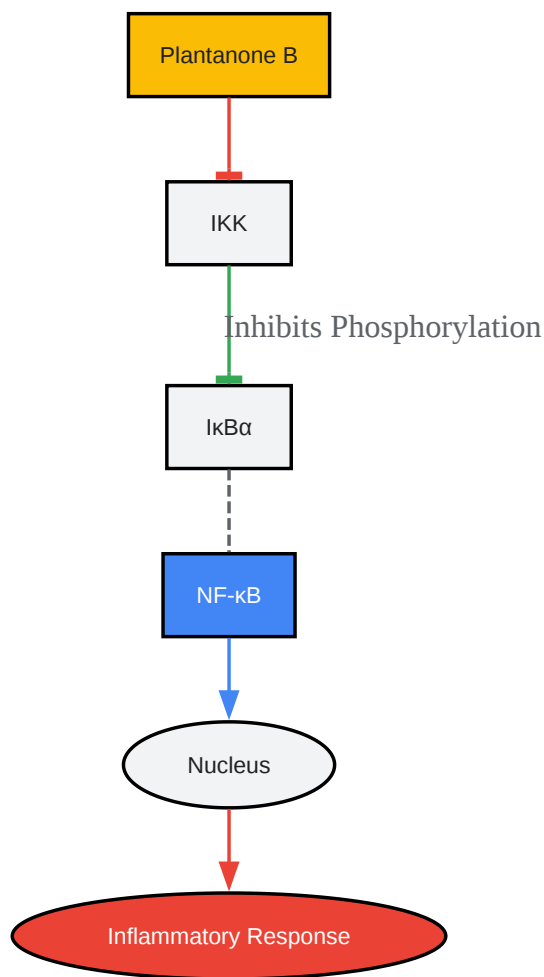 Plantanone B
IKK
Inhibits Phosphorylation
IκBα
NF-κB
Nucleus
Inflammatory Response